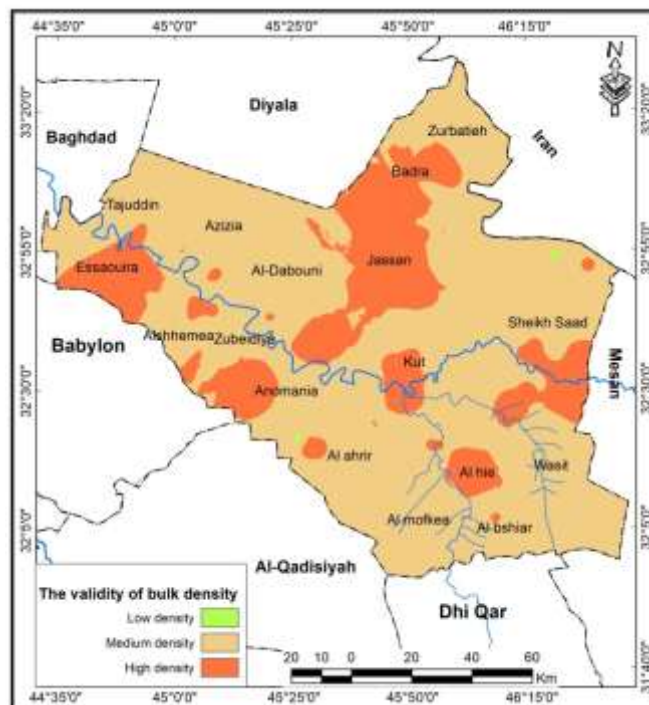 44°35'0" 45°0'0" 45°25'0" 45°50'0" 46°15'0"
N
Diyala
33°20'0" 33°20'0"
Zurbatieh
Baghdad
Iran
Badra
Tajuddin
Azizia
32°55'0" 32°55'0"
Jassan
Essaouira
Al-Dabouni
Sheikh Saad
Alshhemea Zubeidiya
Babylon
Kut
Mesan
32°30'0" 32°30'0"
Anomania
Al ahrir
Al hie
Wasit
Al mofkea
Al-bshiar
32°5'0" 32°5'0"
Al-Qadisiyah
The validity of bulk density
Dhi Qar
Low density
Medium density
High density
20 10 0 20 40 60
Km
31°40'0"
44°35'0" 45°0'0" 45°25'0" 45°50'0" 46°15'0"